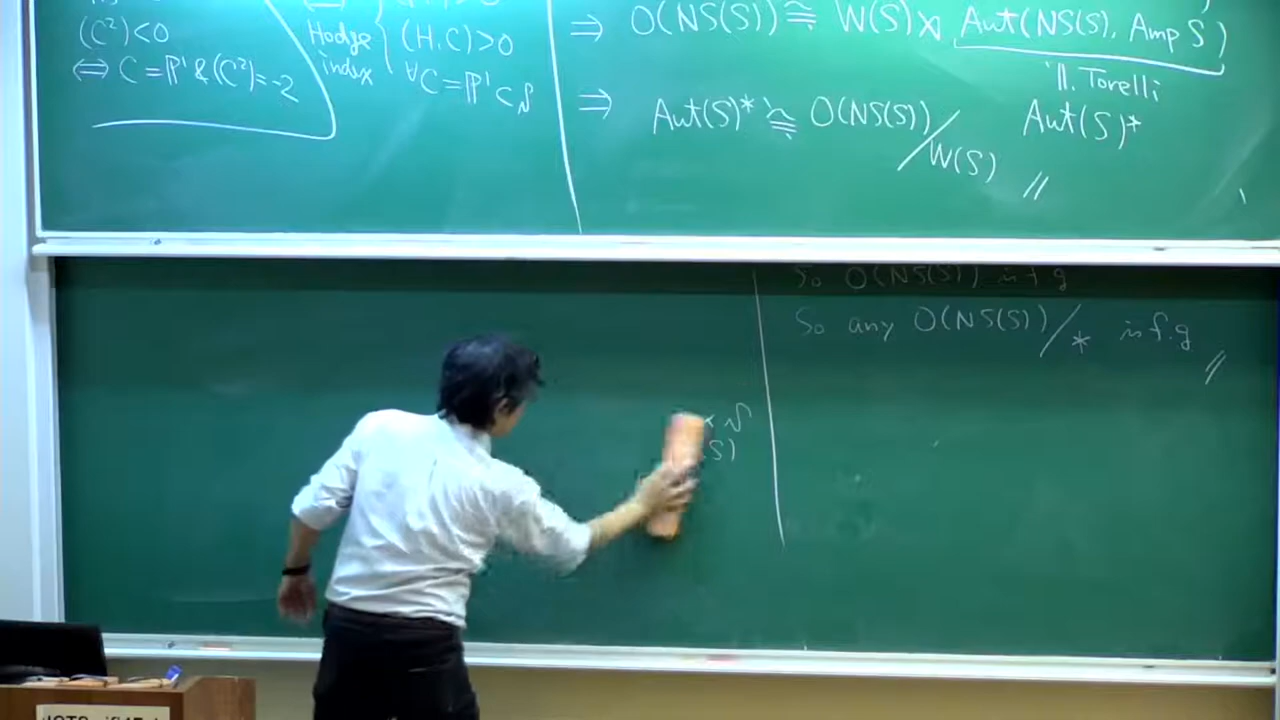 (C²)<0
⇔ C=ℙ¹ & (C²)=-2
Hodge
index
(H.C)>0
∀C=ℙ¹⊂S
⇒ O(NS(S)) ≅ W(S) ⋊ Aut(NS(S), Amp S)
||. Torelli
Aut(S)*
⇒ Aut(S)* ≅ O(NS(S))/W(S) //
So O(NS(S)) is f g
So any O(NS(S))/* is f.g //
S)